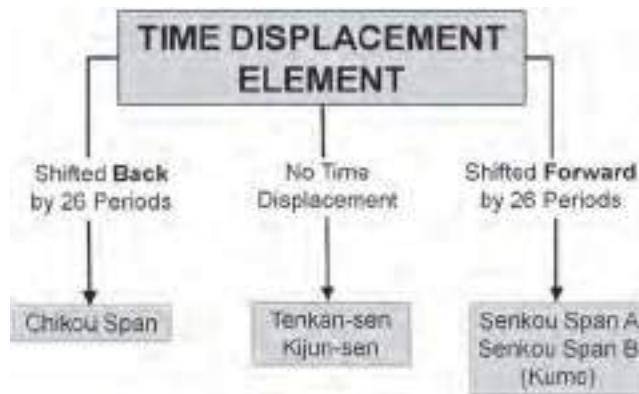 TIME DISPLACEMENT
ELEMENT
Shifted Back
by 26 Periods
No Time
Displacement
Shifted Forward
by 26 Periods
Chikou Span
Tenkan-sen
Kijun-sen
Senkou Span A
Senkou Span B
(Kumo)